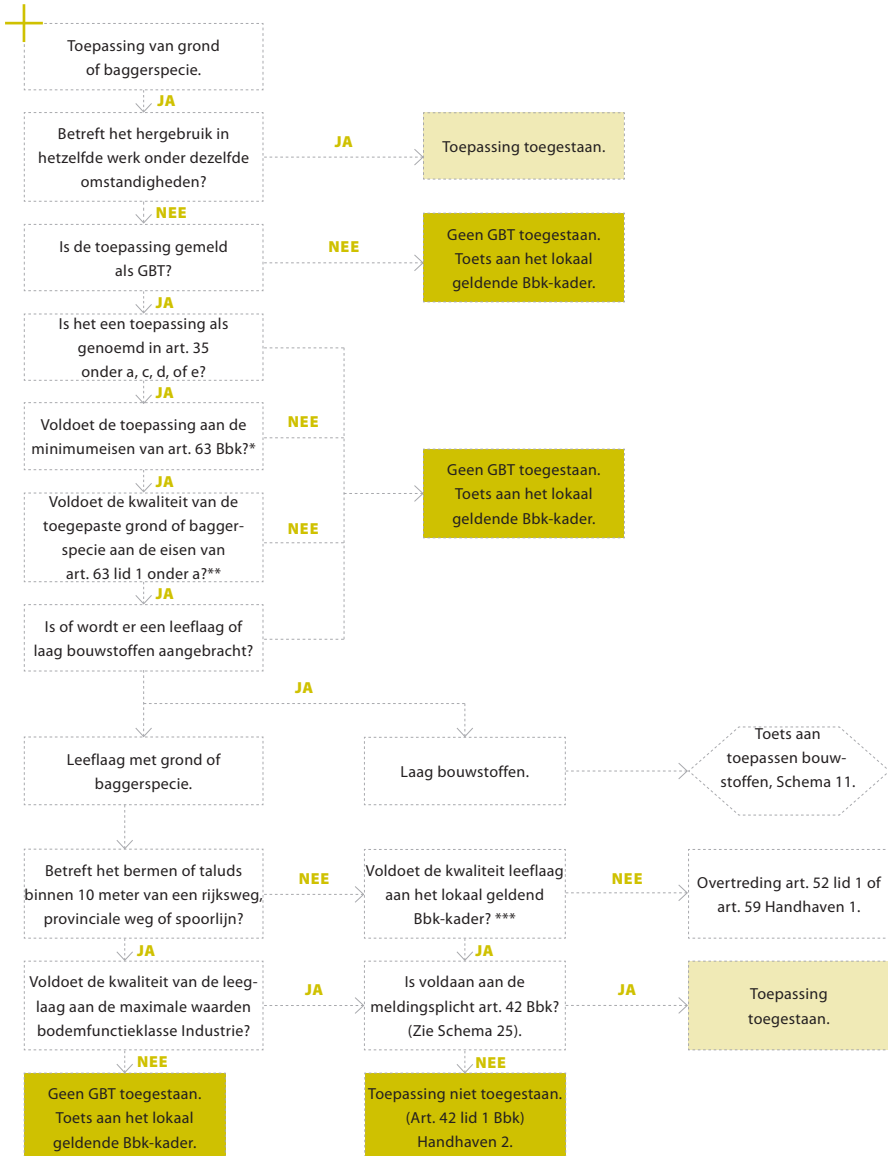 Toepassing van grond
of baggerspecie.
JA
Betreft het hergebruik in
hetzelfde werk onder dezelfde
omstandigheden?
JA
Toepassing toegestaan.
NEE
Is de toepassing gemeld
als GBT?
NEE
Geen GBT toegestaan.
Toets aan het lokaal
geldende Bbk-kader.
JA
Is het een toepassing als
genoemd in art. 35
onder a, c, d, of e?
JA
Voldoet de toepassing aan de
minimumeisen van art. 63 Bbk?*
NEE
JA
Voldoet de kwaliteit van de
toegepaste grond of bagger-
specie aan de eisen van
art. 63 lid 1 onder a?**
NEE
Geen GBT toegestaan.
Toets aan het lokaal
geldende Bbk-kader.
JA
Is of wordt er een leeflaag of
laag bouwstoffen aangebracht?
JA
Leeflaag met grond of
baggerspecie.
Laag bouwstoffen.
Toets aan
toepassen bouw-
stoffen, Schema 11.
Betreft het bermen of taluds
binnen 10 meter van een rijksweg,
provinciale weg of spoorlijn?
NEE
Voldoet de kwaliteit leeflaag
aan het lokaal geldend
Bbk-kader? ***
NEE
Overtreding art. 52 lid 1 of
art. 59 Handhaven 1.
JA
JA
Voldoet de kwaliteit van de leeg-
laag aan de maximale waarden
bodemfunctieklasse Industrie?
JA
Is voldaan aan de
meldingsplicht art. 42 Bbk?
(Zie Schema 25).
JA
Toepassing
toegestaan.
NEE
NEE
Geen GBT toegestaan.
Toets aan het lokaal
geldende Bbk-kader.
Toepassing niet toegestaan.
(Art. 42 lid 1 Bbk)
Handhaven 2.